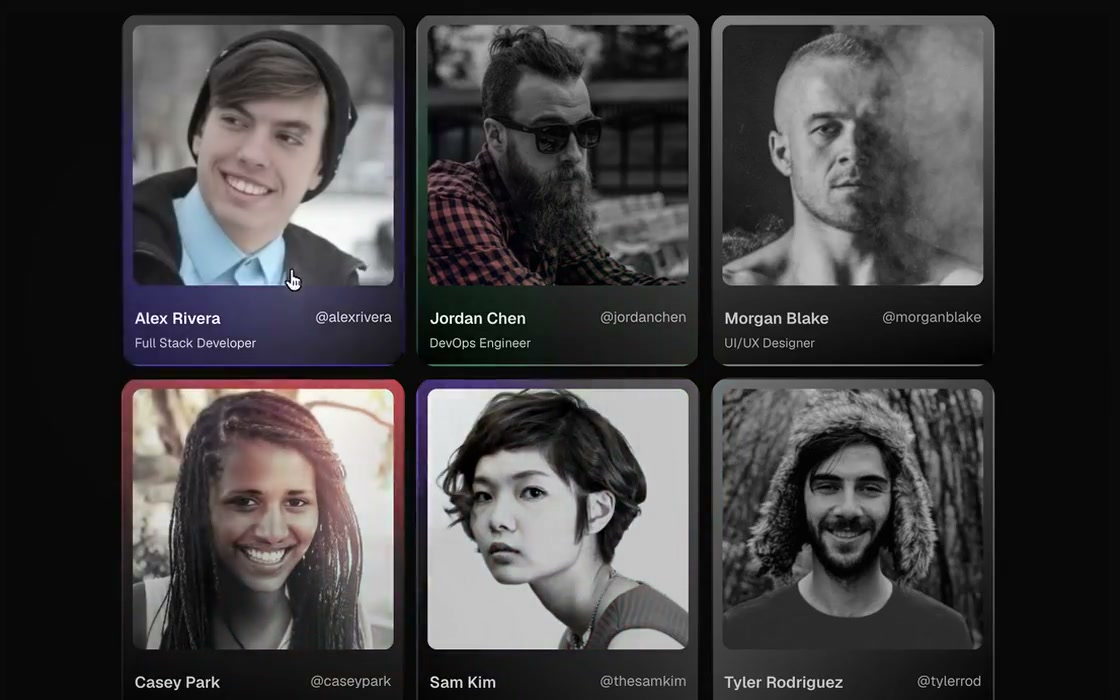 Alex Rivera @alexrivera
Full Stack Developer
Jordan Chen @jordanchen
DevOps Engineer
Morgan Blake @morganblake
UI/UX Designer
Casey Park @caseypark
Sam Kim @thesamkim
Tyler Rodriguez @tylerrod